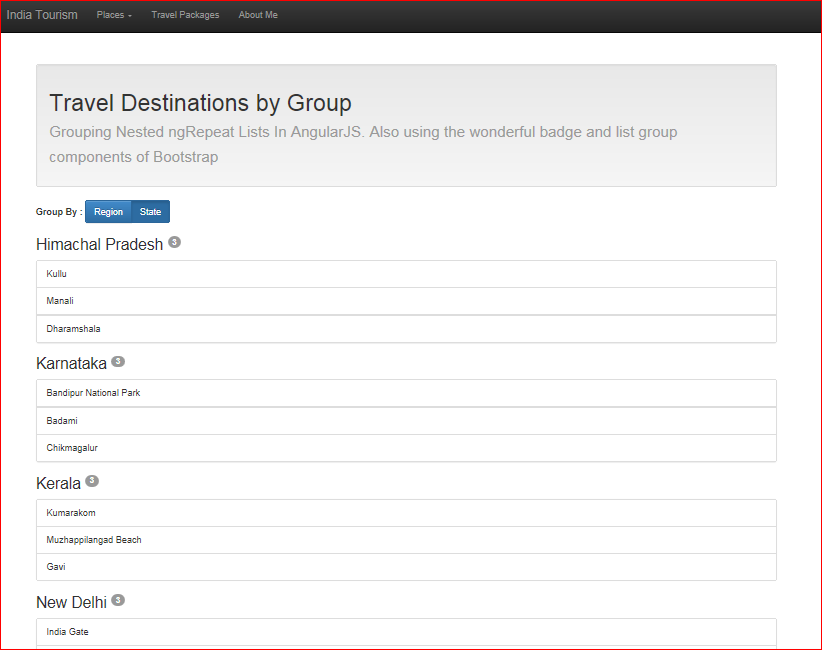 India Tourism Places Travel Packages About Me
Travel Destinations by Group
Grouping Nested ngRepeat Lists In AngularJS. Also using the wonderful badge and list group
components of Bootstrap
Group By : Region State
Himachal Pradesh 3
Kullu
Manali
Dharamshala
Karnataka 3
Bandipur National Park
Badami
Chikmagalur
Kerala 3
Kumarakom
Muzhappilangad Beach
Gavi
New Delhi 3
India Gate